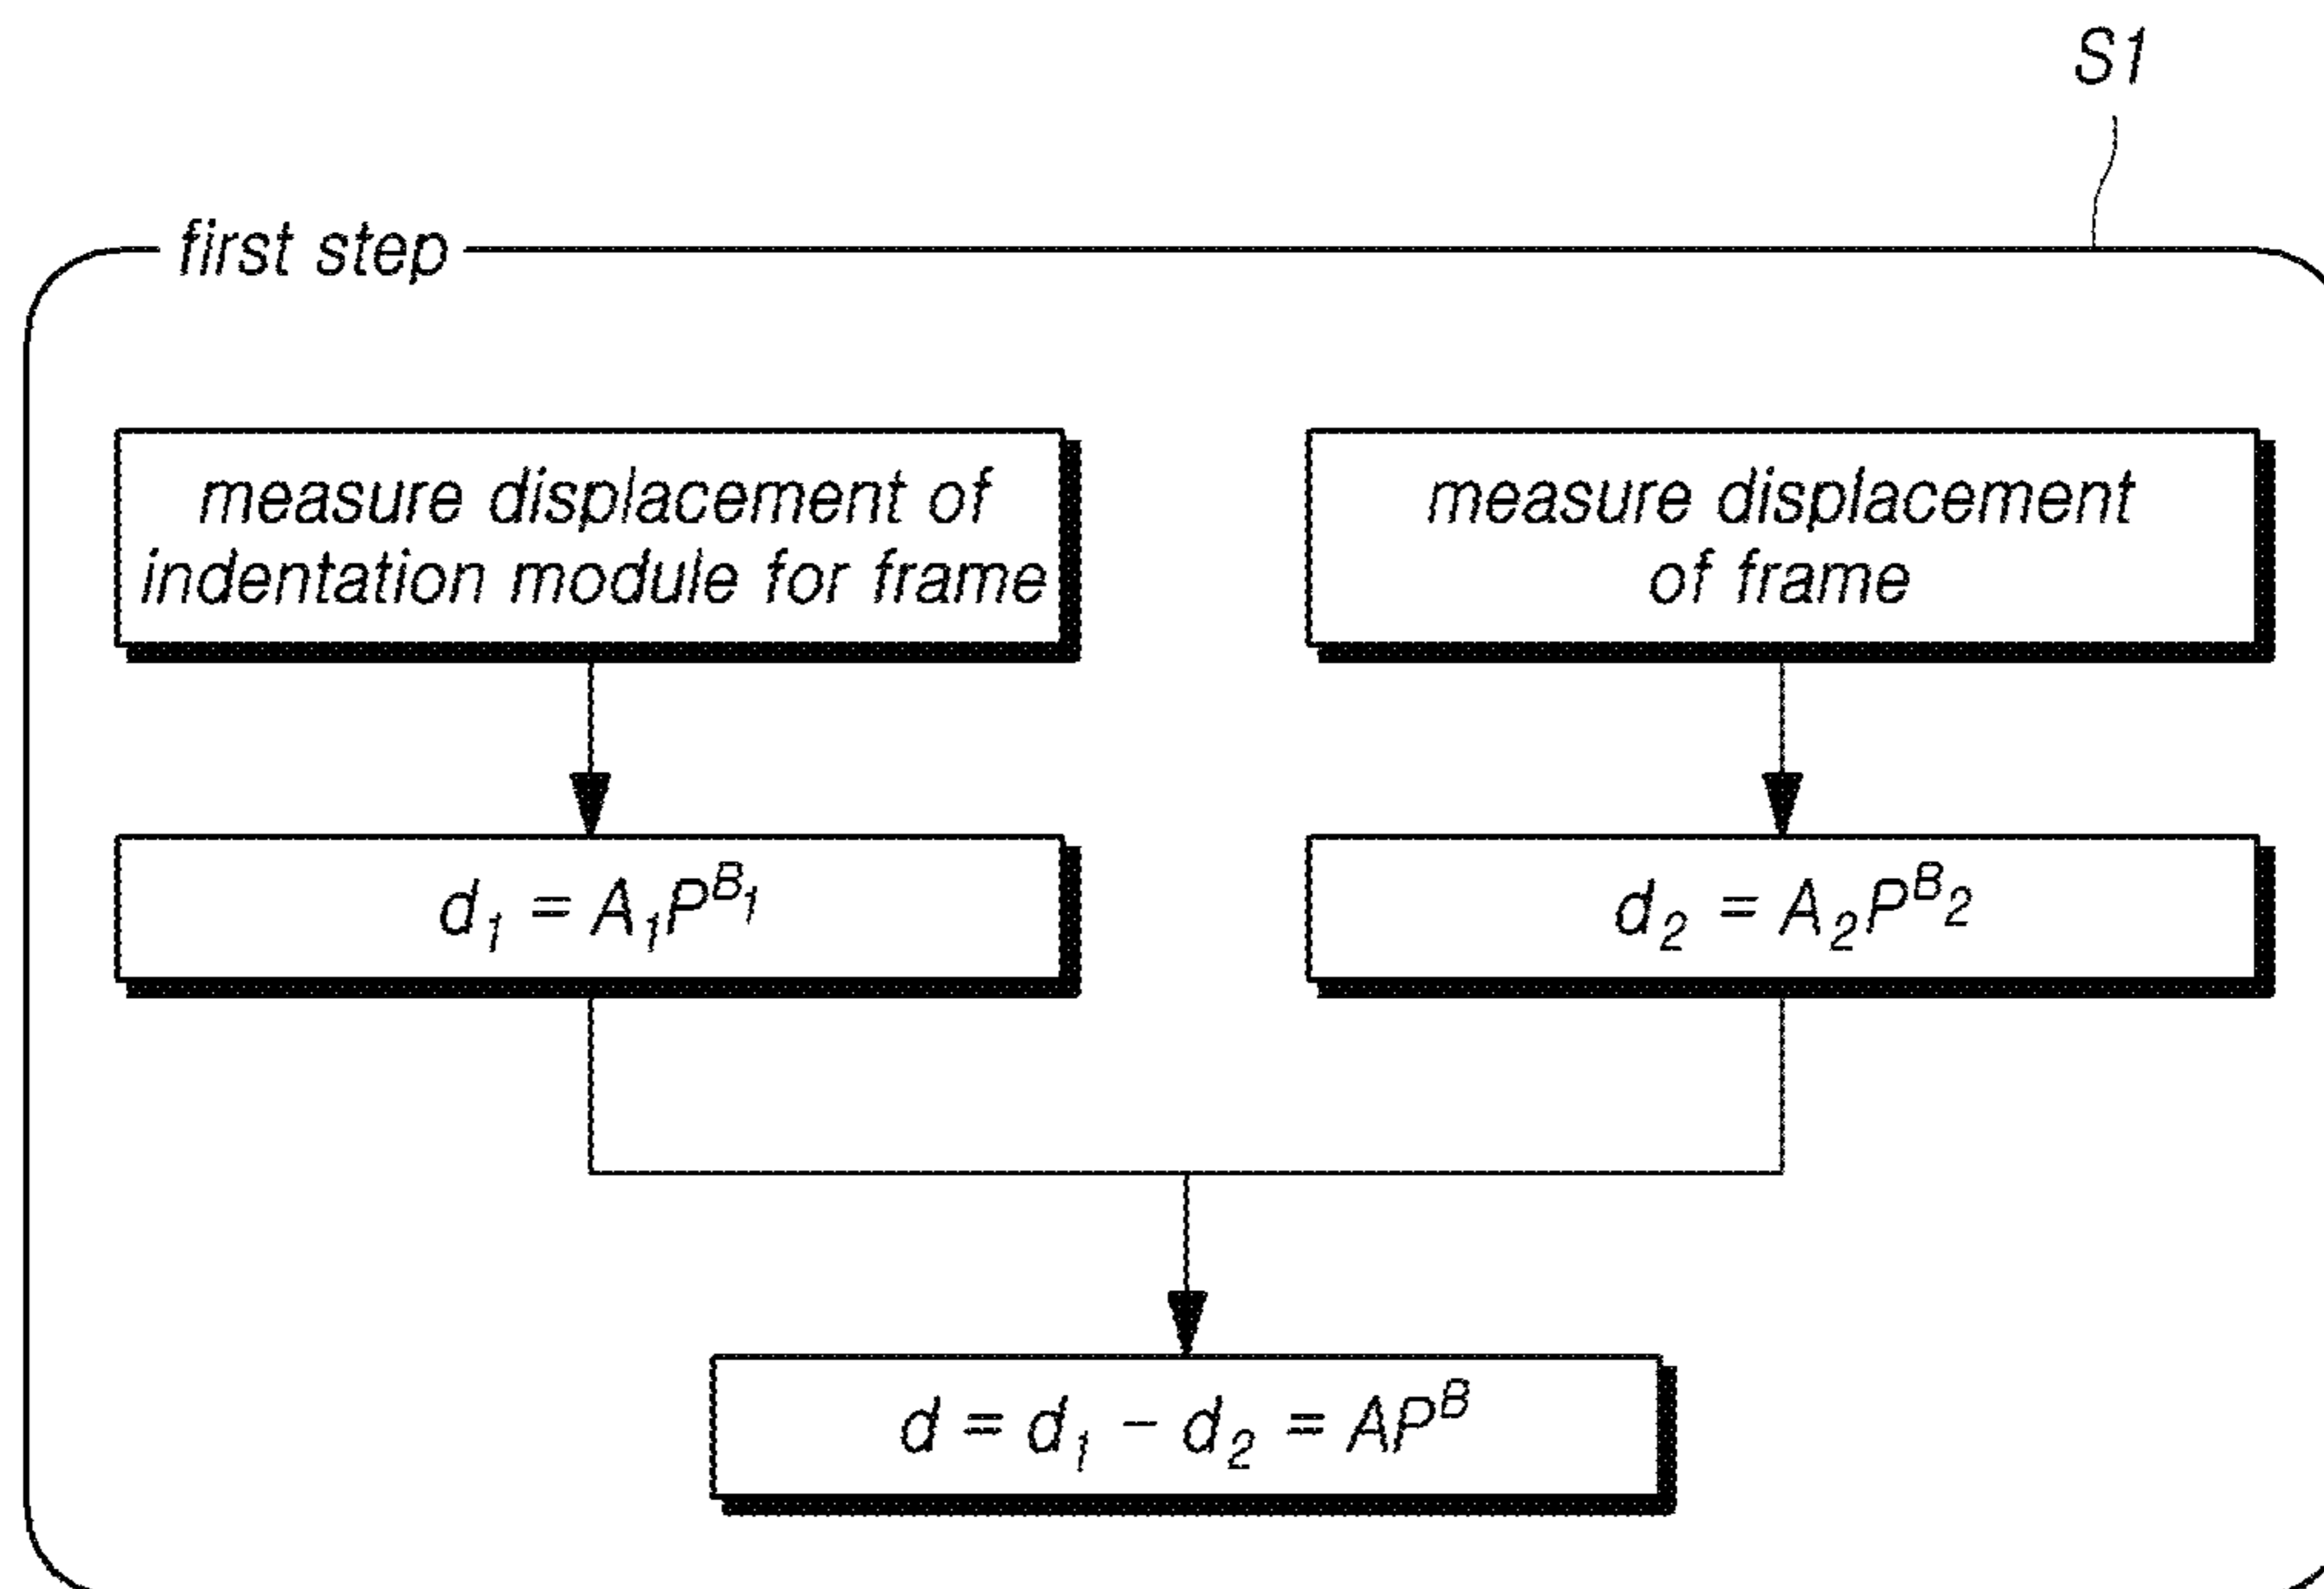 S1
first step
measure displacement of
indentation module for frame
measure displacement
of frame
d₁ = A₁P^B₁
d₂ = A₂P^B₂
d = d₁ − d₂ = AP^B